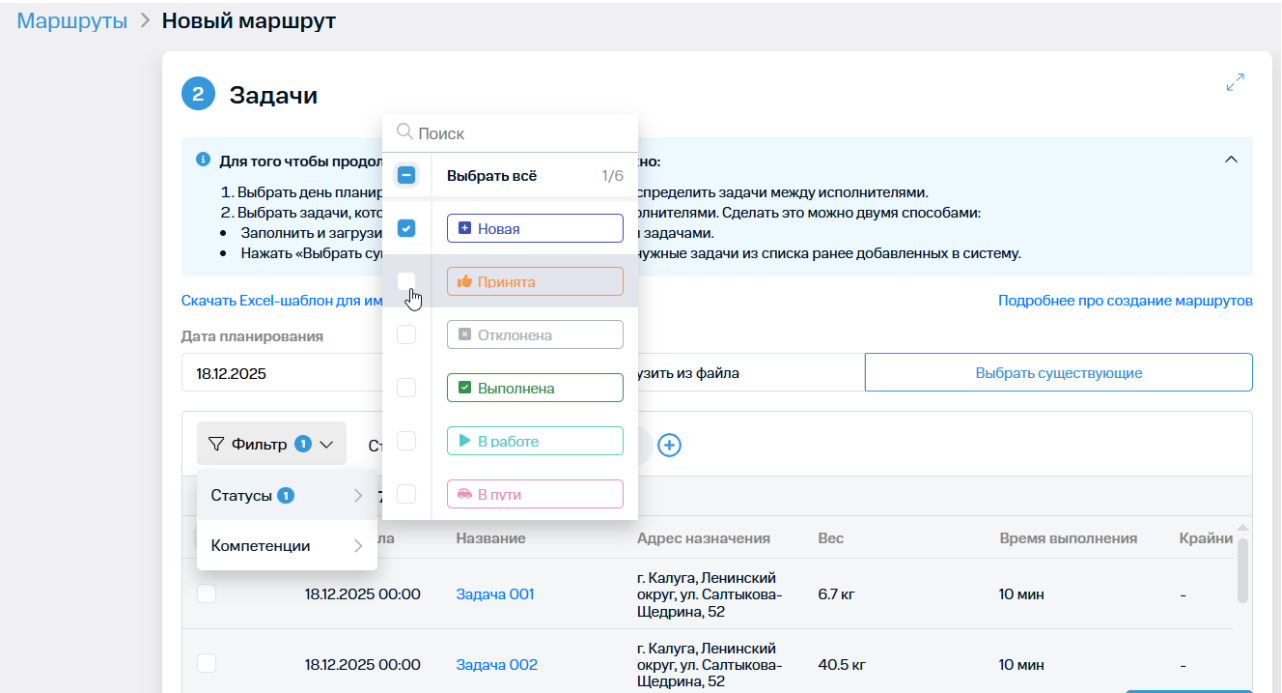 Маршруты > Новый маршрут
2 Задачи
Поиск
Выбрать всё 1/6
Новая
Принята
Отклонена
Выполнена
В работе
В пути
Для того чтобы продол
но:
1. Выбрать день планир
спределить задачи между исполнителями.
2. Выбрать задачи, кото
олнителями. Сделать это можно двумя способами:
• Заполнить и загрузи
задачами.
• Нажать «Выбрать су
нужные задачи из списка ранее добавленных в систему.
Скачать Excel-шаблон для им
Подробнее про создание маршрутов
Дата планирования
18.12.2025
узить из файла
Выбрать существующие
Фильтр 1
Ст
Статусы 1
Компетенции
ла Название Адрес назначения Вес Время выполнения Крайни
18.12.2025 00:00 Задача 001 г. Калуга, Ленинский
округ, ул. Салтыкова-
Щедрина, 52 6.7 кг 10 мин -
18.12.2025 00:00 Задача 002 г. Калуга, Ленинский
округ, ул. Салтыкова-
Щедрина, 52 40.5 кг 10 мин -